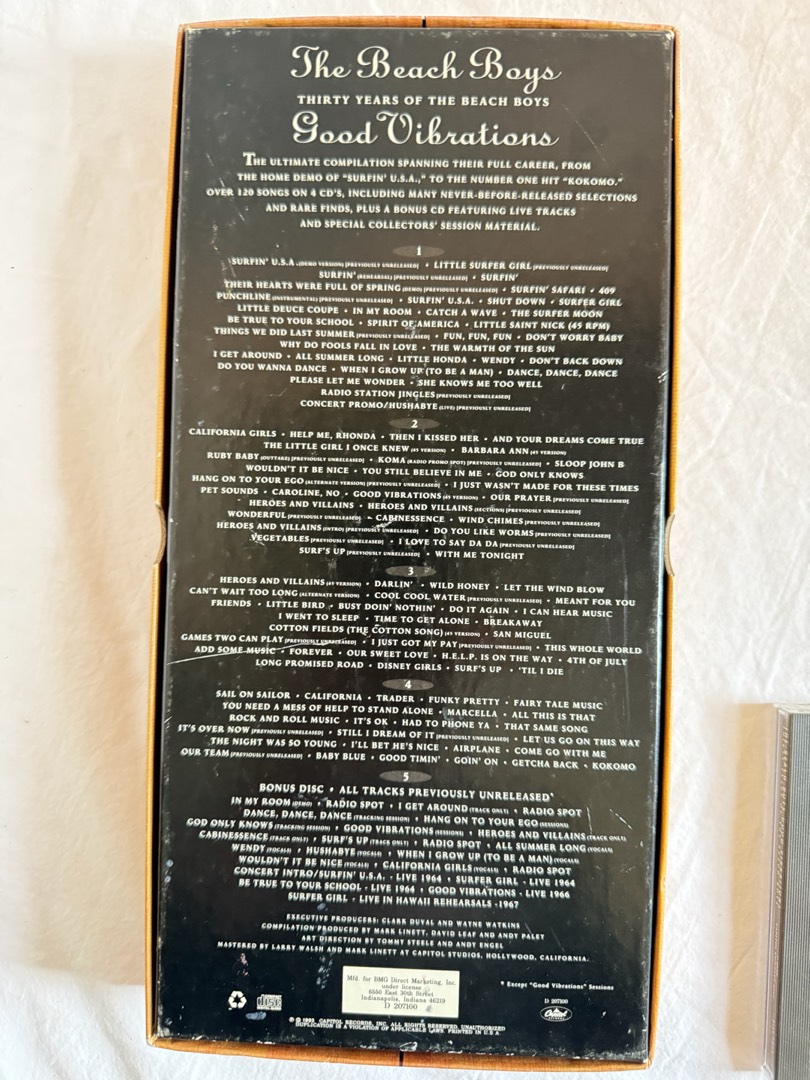 The Beach Boys
THIRTY YEARS OF THE BEACH BOYS
Good Vibrations
THE ULTIMATE COMPILATION SPANNING THEIR FULL CAREER, FROM
THE HOME DEMO OF "SURFIN' U.S.A.," TO THE NUMBER ONE HIT "KOKOMO."
OVER 120 SONGS ON 4 CD'S, INCLUDING MANY NEVER-BEFORE-RELEASED SELECTIONS
AND RARE FINDS, PLUS A BONUS CD FEATURING LIVE TRACKS
AND SPECIAL COLLECTORS' SESSION MATERIAL.
1
SURFIN' U.S.A. (DEMO VERSION) [PREVIOUSLY UNRELEASED] • LITTLE SURFER GIRL [PREVIOUSLY UNRELEASED]
SURFIN' (REHEARSAL) [PREVIOUSLY UNRELEASED] • SURFIN'
THEIR HEARTS WERE FULL OF SPRING (DEMO) [PREVIOUSLY UNRELEASED] • SURFIN' SAFARI • 409
PUNCHLINE (INSTRUMENTAL) [PREVIOUSLY UNRELEASED] • SURFIN' U.S.A. • SHUT DOWN • SURFER GIRL
LITTLE DEUCE COUPE • IN MY ROOM • CATCH A WAVE • THE SURFER MOON
BE TRUE TO YOUR SCHOOL • SPIRIT OF AMERICA • LITTLE SAINT NICK (45 RPM)
THINGS WE DID LAST SUMMER [PREVIOUSLY UNRELEASED] • FUN, FUN, FUN • DON'T WORRY BABY
WHY DO FOOLS FALL IN LOVE • THE WARMTH OF THE SUN
I GET AROUND • ALL SUMMER LONG • LITTLE HONDA • WENDY • DON'T BACK DOWN
DO YOU WANNA DANCE • WHEN I GROW UP (TO BE A MAN) • DANCE, DANCE, DANCE
PLEASE LET ME WONDER • SHE KNOWS ME TOO WELL
RADIO STATION JINGLES [PREVIOUSLY UNRELEASED]
CONCERT PROMO/HUSHABYE (LIVE) [PREVIOUSLY UNRELEASED]
2
CALIFORNIA GIRLS • HELP ME, RHONDA • THEN I KISSED HER • AND YOUR DREAMS COME TRUE
THE LITTLE GIRL I ONCE KNEW (45 VERSION) • BARBARA ANN (45 VERSION)
RUBY BABY (OUTTAKE) [PREVIOUSLY UNRELEASED] • KOMA (RADIO PROMO SPOT) [PREVIOUSLY UNRELEASED] • SLOOP JOHN B
WOULDN'T IT BE NICE • YOU STILL BELIEVE IN ME • GOD ONLY KNOWS
HANG ON TO YOUR EGO (ALTERNATE VERSION) [PREVIOUSLY UNRELEASED] • I JUST WASN'T MADE FOR THESE TIMES
PET SOUNDS • CAROLINE, NO • GOOD VIBRATIONS (45 VERSION) • OUR PRAYER [PREVIOUSLY UNRELEASED]
HEROES AND VILLAINS • HEROES AND VILLAINS (SECTIONS) [PREVIOUSLY UNRELEASED]
WONDERFUL [PREVIOUSLY UNRELEASED] • CABINESSENCE • WIND CHIMES [PREVIOUSLY UNRELEASED]
HEROES AND VILLAINS (INTRO) [PREVIOUSLY UNRELEASED] • DO YOU LIKE WORMS [PREVIOUSLY UNRELEASED]
VEGETABLES [PREVIOUSLY UNRELEASED] • I LOVE TO SAY DA DA [PREVIOUSLY UNRELEASED]
SURF'S UP [PREVIOUSLY UNRELEASED] • WITH ME TONIGHT
3
HEROES AND VILLAINS (45 VERSION) • DARLIN' • WILD HONEY • LET THE WIND BLOW
CAN'T WAIT TOO LONG (ALTERNATE VERSION) • COOL COOL WATER [PREVIOUSLY UNRELEASED] • MEANT FOR YOU
FRIENDS • LITTLE BIRD • BUSY DOIN' NOTHIN' • DO IT AGAIN • I CAN HEAR MUSIC
I WENT TO SLEEP • TIME TO GET ALONE • BREAKAWAY
COTTON FIELDS (THE COTTON SONG) (45 VERSION) • SAN MIGUEL
GAMES TWO CAN PLAY [PREVIOUSLY UNRELEASED] • I JUST GOT MY PAY [PREVIOUSLY UNRELEASED] • THIS WHOLE WORLD
ADD SOME MUSIC • FOREVER • OUR SWEET LOVE • H.E.L.P. IS ON THE WAY • 4TH OF JULY
LONG PROMISED ROAD • DISNEY GIRLS • SURF'S UP • 'TIL I DIE
4
SAIL ON SAILOR • CALIFORNIA • TRADER • FUNKY PRETTY • FAIRY TALE MUSIC
YOU NEED A MESS OF HELP TO STAND ALONE • MARCELLA • ALL THIS IS THAT
ROCK AND ROLL MUSIC • IT'S OK • HAD TO PHONE YA • THAT SAME SONG
IT'S OVER NOW [PREVIOUSLY UNRELEASED] • STILL I DREAM OF IT [PREVIOUSLY UNRELEASED] • LET US GO ON THIS WAY
THE NIGHT WAS SO YOUNG • I'LL BET HE'S NICE • AIRPLANE • COME GO WITH ME
OUR TEAM [PREVIOUSLY UNRELEASED] • BABY BLUE • GOOD TIMIN' • GOIN' ON • GETCHA BACK • KOKOMO
5
BONUS DISC • ALL TRACKS PREVIOUSLY UNRELEASED*
IN MY ROOM (DEMO) • RADIO SPOT • I GET AROUND (TRACK ONLY) • RADIO SPOT
DANCE, DANCE, DANCE (TRACKING SESSION) • HANG ON TO YOUR EGO (SESSIONS)
GOD ONLY KNOWS (TRACKING SESSION) • GOOD VIBRATIONS (SESSIONS) • HEROES AND VILLAINS (TRACK ONLY)
CABINESSENCE (TRACK ONLY) • SURF'S UP (TRACK ONLY) • RADIO SPOT • ALL SUMMER LONG (VOCALS)
WENDY (VOCALS) • HUSHABYE (VOCALS) • WHEN I GROW UP (TO BE A MAN) (VOCALS)
WOULDN'T IT BE NICE (VOCALS) • CALIFORNIA GIRLS (VOCALS) • RADIO SPOT
CONCERT INTRO/SURFIN' U.S.A. - LIVE 1964 • SURFER GIRL - LIVE 1964
BE TRUE TO YOUR SCHOOL - LIVE 1964 • GOOD VIBRATIONS - LIVE 1966
SURFER GIRL - LIVE IN HAWAII REHEARSALS -1967
EXECUTIVE PRODUCERS: CLARK DUVAL AND WAYNE WATKINS
COMPILATION PRODUCED BY MARK LINETT, DAVID LEAF AND ANDY PALEY
ART DIRECTION BY TOMMY STEELE AND ANDY ENGEL
MASTERED BY LARRY WALSH AND MARK LINETT AT CAPITOL STUDIOS, HOLLYWOOD, CALIFORNIA.
* Except "Good Vibrations" Sessions
Mfd. for BMG Direct Marketing, Inc.
under license
6550 East 30th Street
Indianapolis, Indiana 46219
D 207100
D 207100
disc
Capitol
℗ © 1993 CAPITOL RECORDS, INC. ALL RIGHTS RESERVED. UNAUTHORIZED
DUPLICATION IS A VIOLATION OF APPLICABLE LAWS. PRINTED IN U.S.A